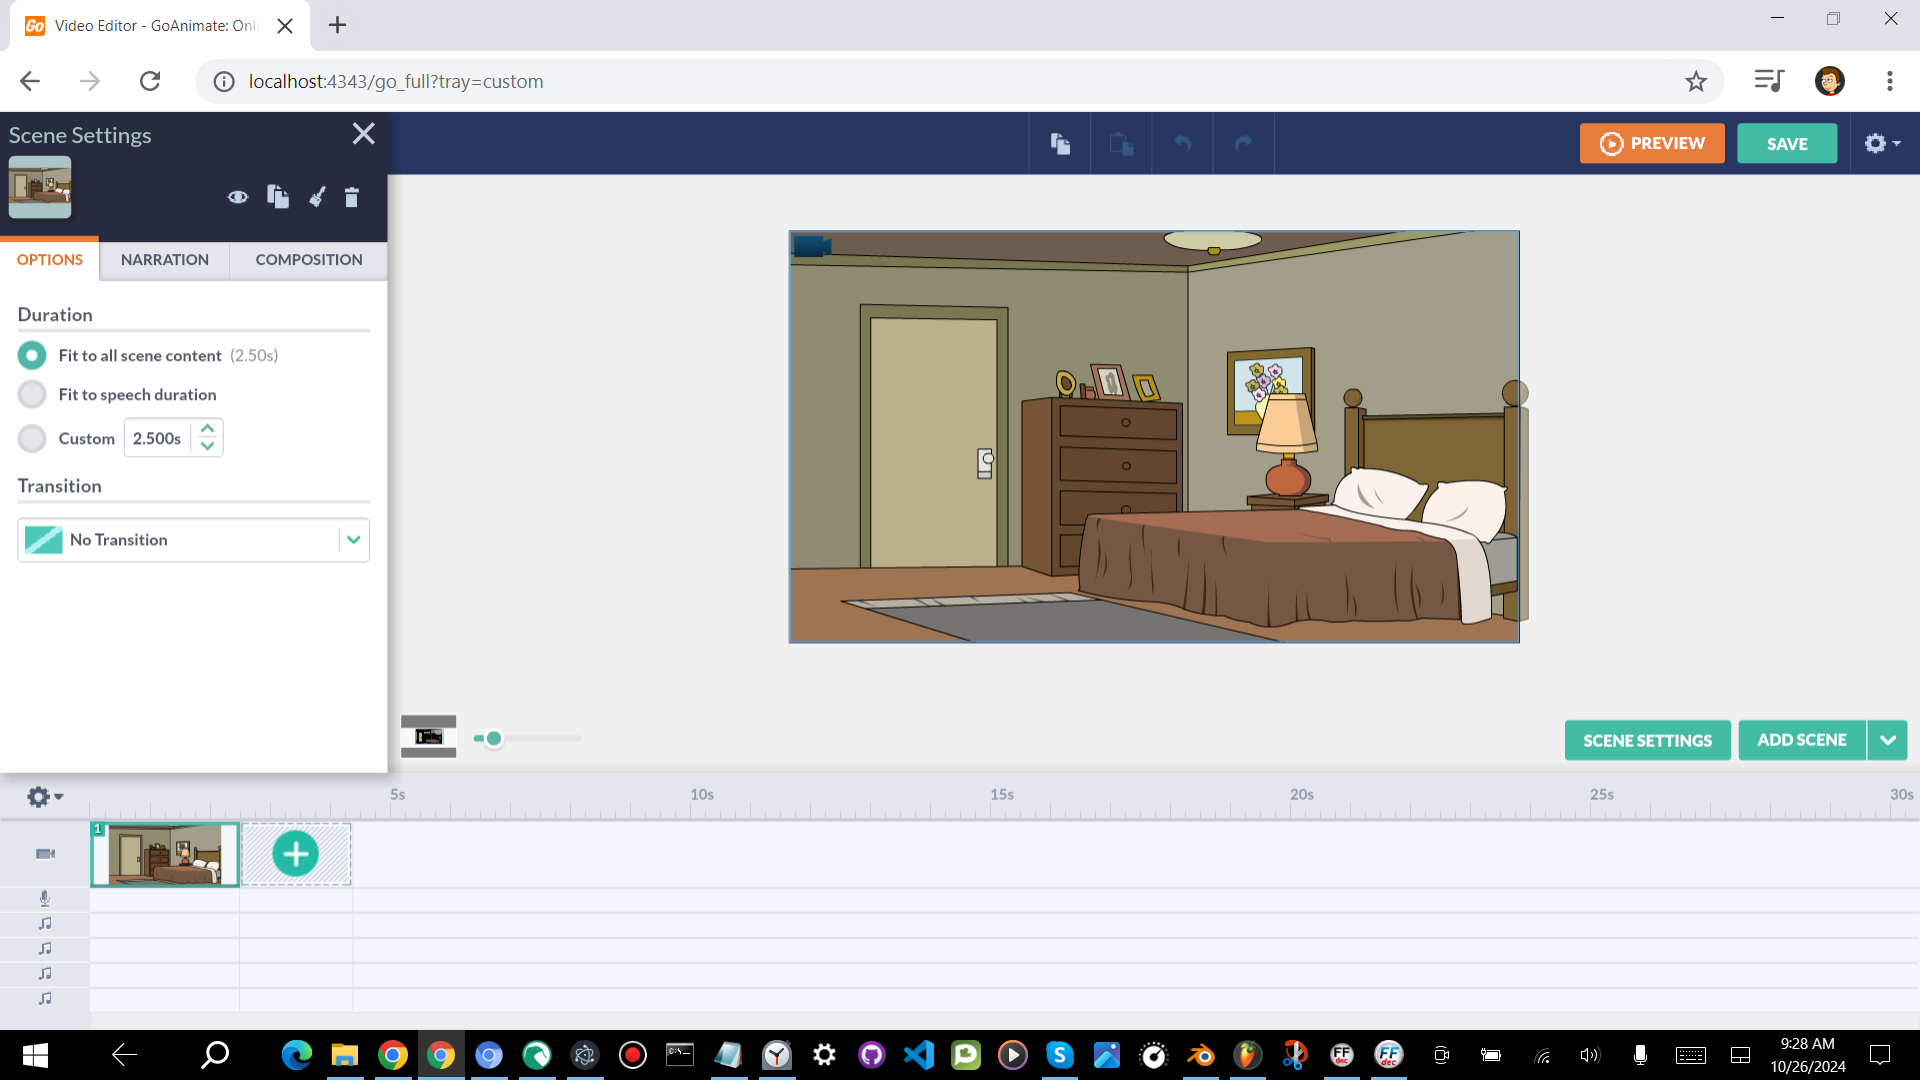 Go Video Editor - GoAnimate: Onl
localhost:4343/go_full?tray=custom
Scene Settings
PREVIEW
SAVE
OPTIONS
NARRATION
COMPOSITION
Duration
Fit to all scene content (2.50s)
Fit to speech duration
Custom 2.500s
Transition
No Transition
SCENE SETTINGS
ADD SCENE
5s 10s 15s 20s 25s 30s
1
9:28 AM
10/26/2024